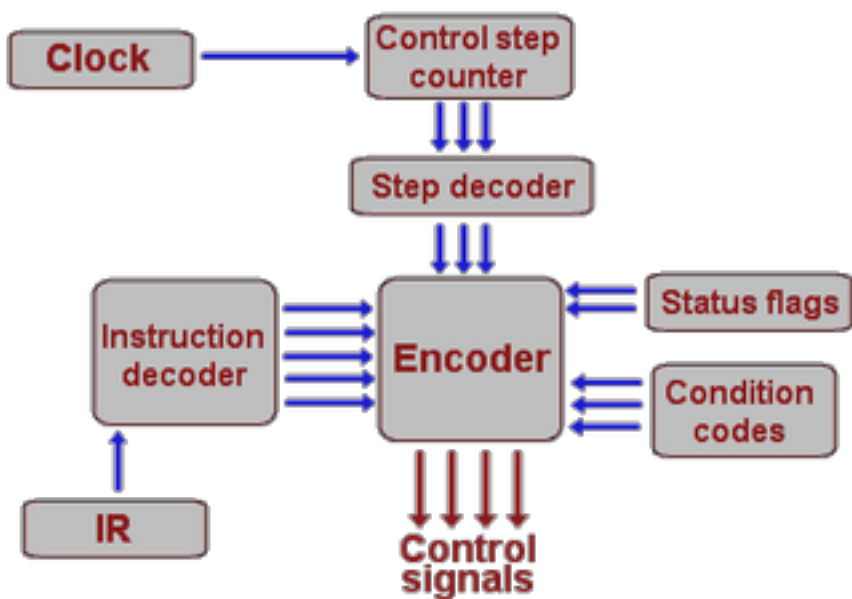 Clock
Control step
counter
Step decoder
Instruction
decoder
Encoder
Status flags
Condition
codes
IR
Control
signals